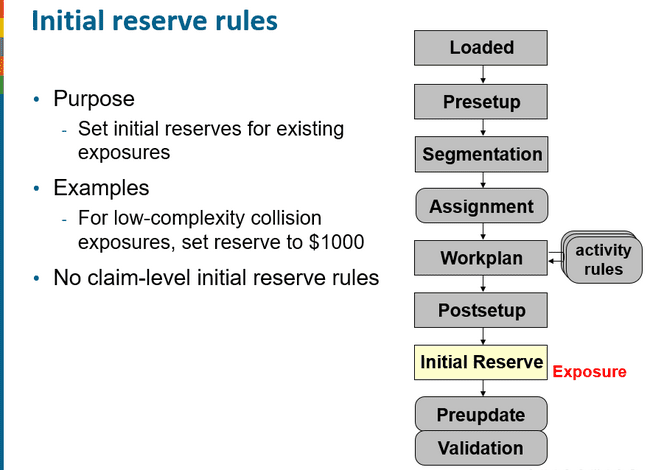 Initial reserve rules
• Purpose
- Set initial reserves for existing
exposures
• Examples
- For low-complexity collision
exposures, set reserve to $1000
• No claim-level initial reserve rules
Loaded
Presetup
Segmentation
Assignment
Workplan
activity
rules
Postsetup
Initial Reserve
Exposure
Preupdate
Validation